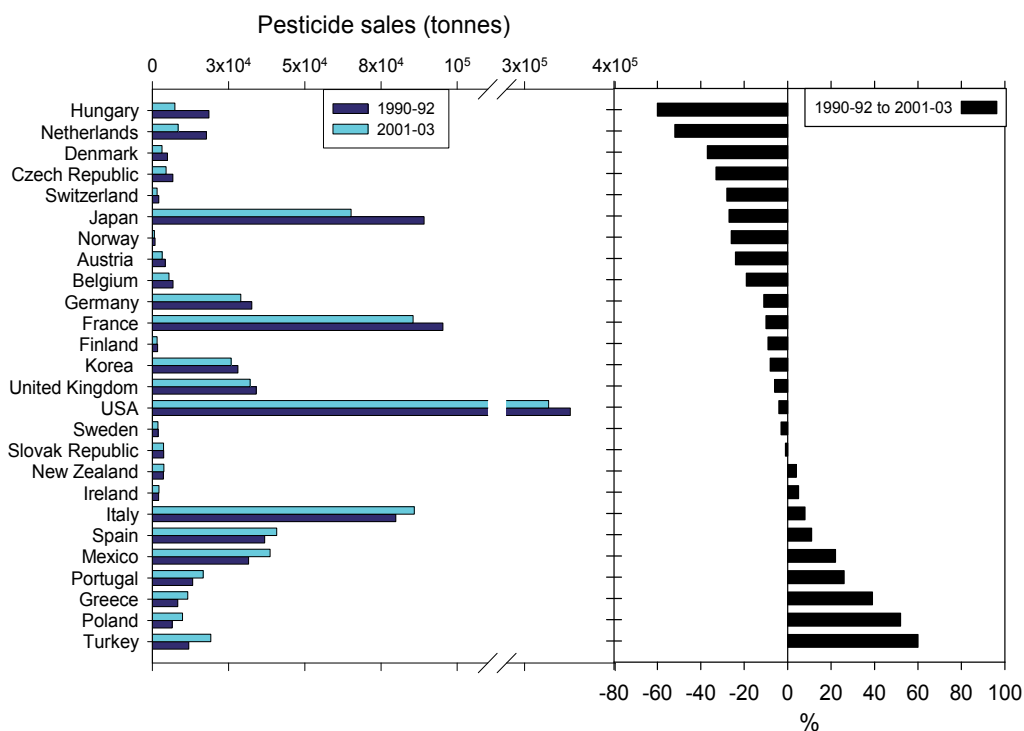 Pesticide sales (tonnes)
0 3x10⁴ 5x10⁴ 8x10⁴ 10⁵ 3x10⁵ 4x10⁵
1990-92
2001-03
1990-92 to 2001-03
Hungary
Netherlands
Denmark
Czech Republic
Switzerland
Japan
Norway
Austria
Belgium
Germany
France
Finland
Korea
United Kingdom
USA
Sweden
Slovak Republic
New Zealand
Ireland
Italy
Spain
Mexico
Portugal
Greece
Poland
Turkey
-80 -60 -40 -20 0 20 40 60 80 100
%